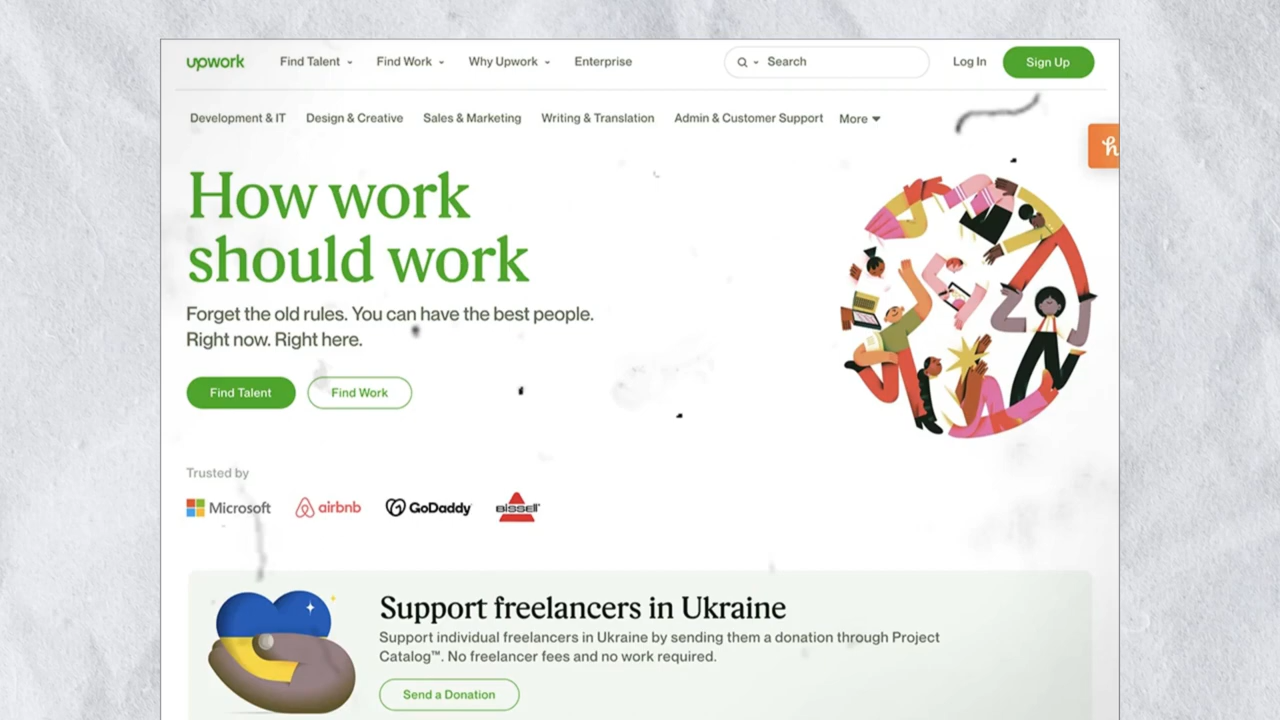 upwork Find Talent Find Work Why Upwork Enterprise Search Log In Sign Up
Development & IT Design & Creative Sales & Marketing Writing & Translation Admin & Customer Support More
h
How work
should work
Forget the old rules. You can have the best people.
Right now. Right here.
Find Talent Find Work
Trusted by
Microsoft airbnb GoDaddy BISSELL
Support freelancers in Ukraine
Support individual freelancers in Ukraine by sending them a donation through Project
Catalog™. No freelancer fees and no work required.
Send a Donation